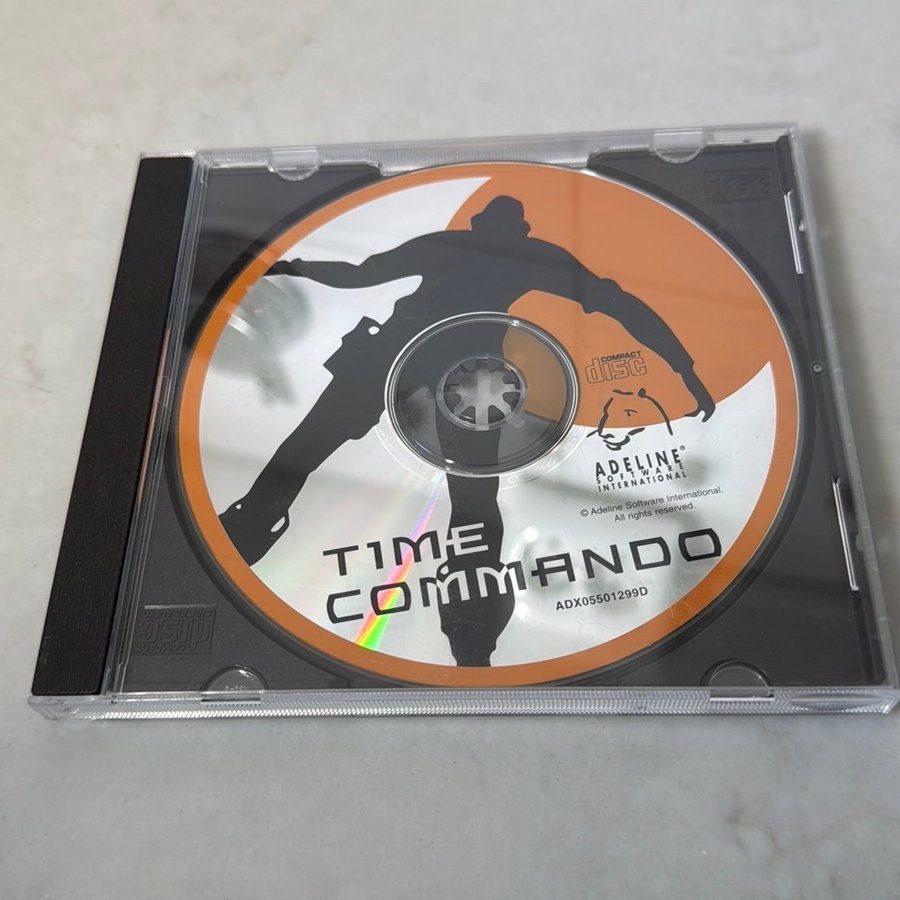 COMPACT
disc
ADELINE®
SOFTWARE
INTERNATIONAL
© Adeline Software International.
All rights reserved.
TIME
COMMANDO
ADX05501299D